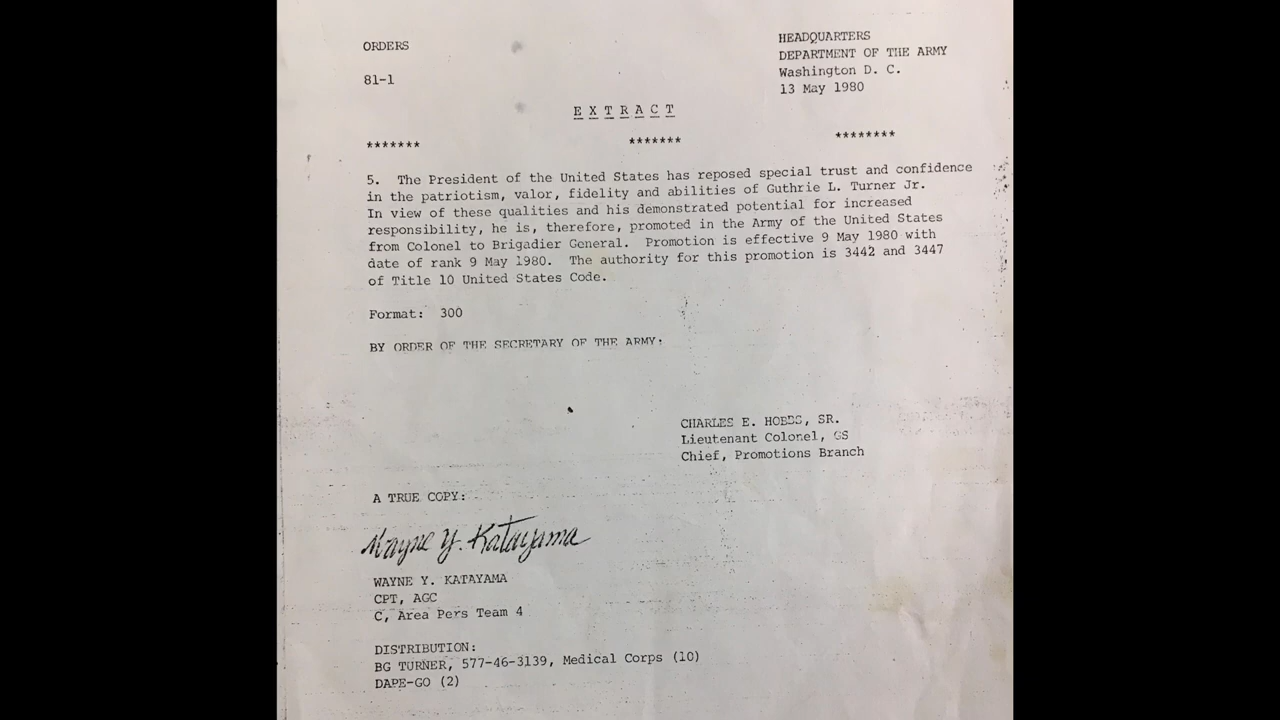 ORDERS
81-1
HEADQUARTERS
DEPARTMENT OF THE ARMY
Washington D. C.
13 May 1980
E X T R A C T
******* ******* ********
5. The President of the United States has reposed special trust and confidence
in the patriotism, valor, fidelity and abilities of Guthrie L. Turner Jr.
In view of these qualities and his demonstrated potential for increased
responsibility, he is, therefore, promoted in the Army of the United States
from Colonel to Brigadier General. Promotion is effective 9 May 1980 with
date of rank 9 May 1980. The authority for this promotion is 3442 and 3447
of Title 10 United States Code.
Format: 300
BY ORDER OF THE SECRETARY OF THE ARMY:
CHARLES E. HOBBS, SR.
Lieutenant Colonel, GS
Chief, Promotions Branch
A TRUE COPY:
Wayne Y. Katayama
WAYNE Y. KATAYAMA
CPT, AGC
C, Area Pers Team 4
DISTRIBUTION:
BG TURNER, 577-46-3139, Medical Corps (10)
DAPE-GO (2)